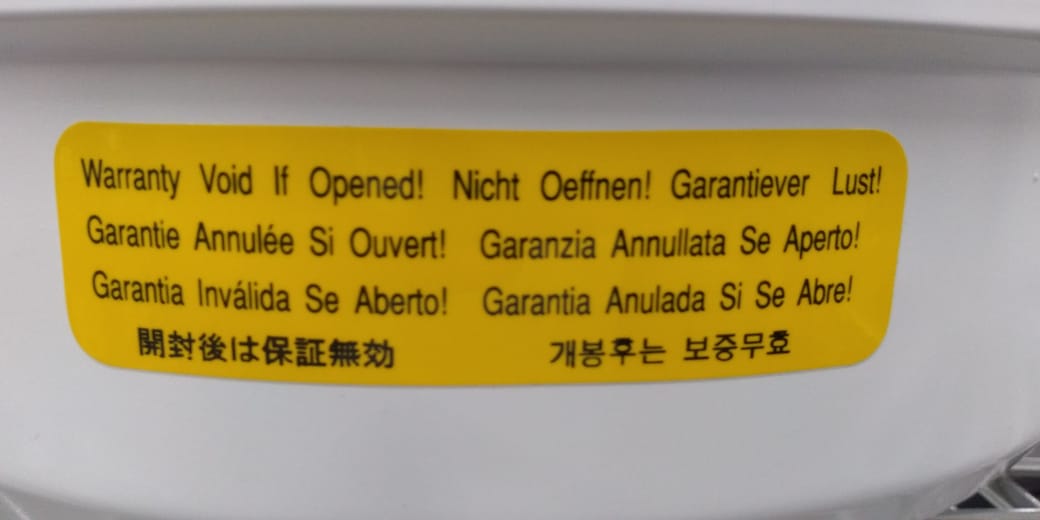 Warranty Void If Opened! Nicht Oeffnen! Garantiever Lust!
Garantie Annulée Si Ouvert! Garanzia Annullata Se Aperto!
Garantia Inválida Se Aberto! Garantia Anulada Si Se Abre!
開封後は保証無効 개봉후는 보증무효